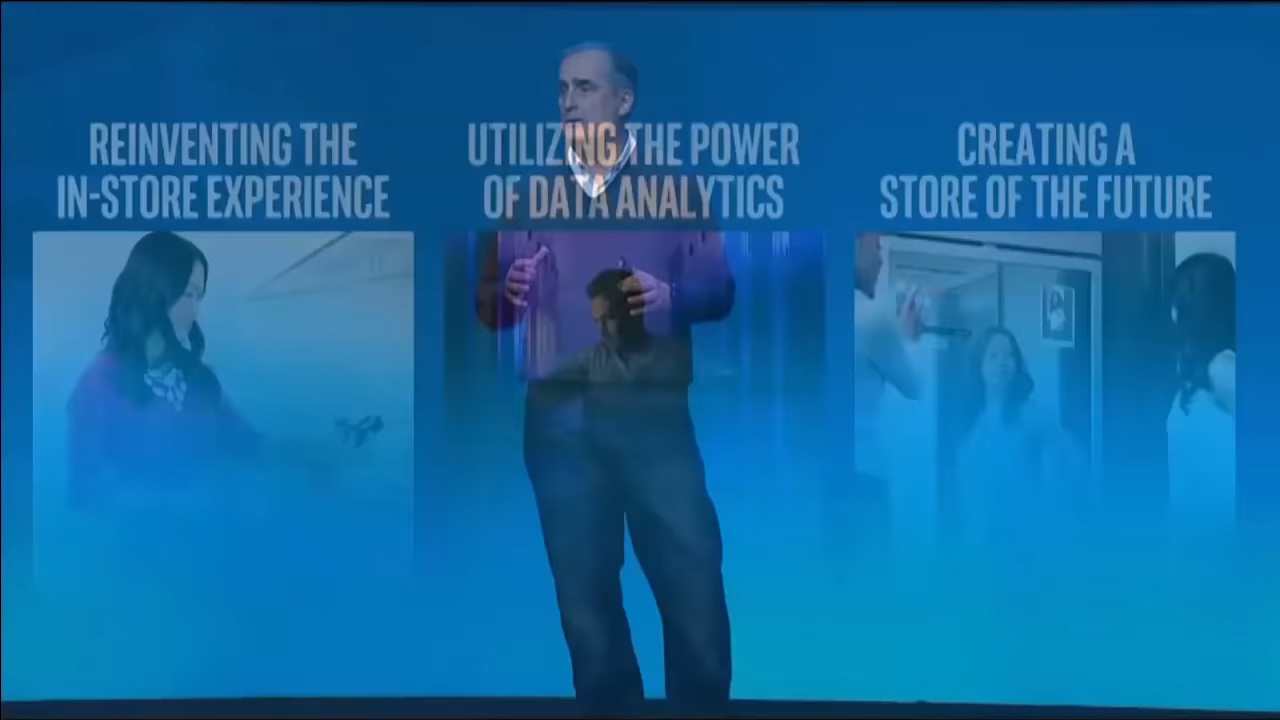 REINVENTING THE
IN-STORE EXPERIENCE
UTILIZING THE POWER
OF DATA ANALYTICS
CREATING A
STORE OF THE FUTURE